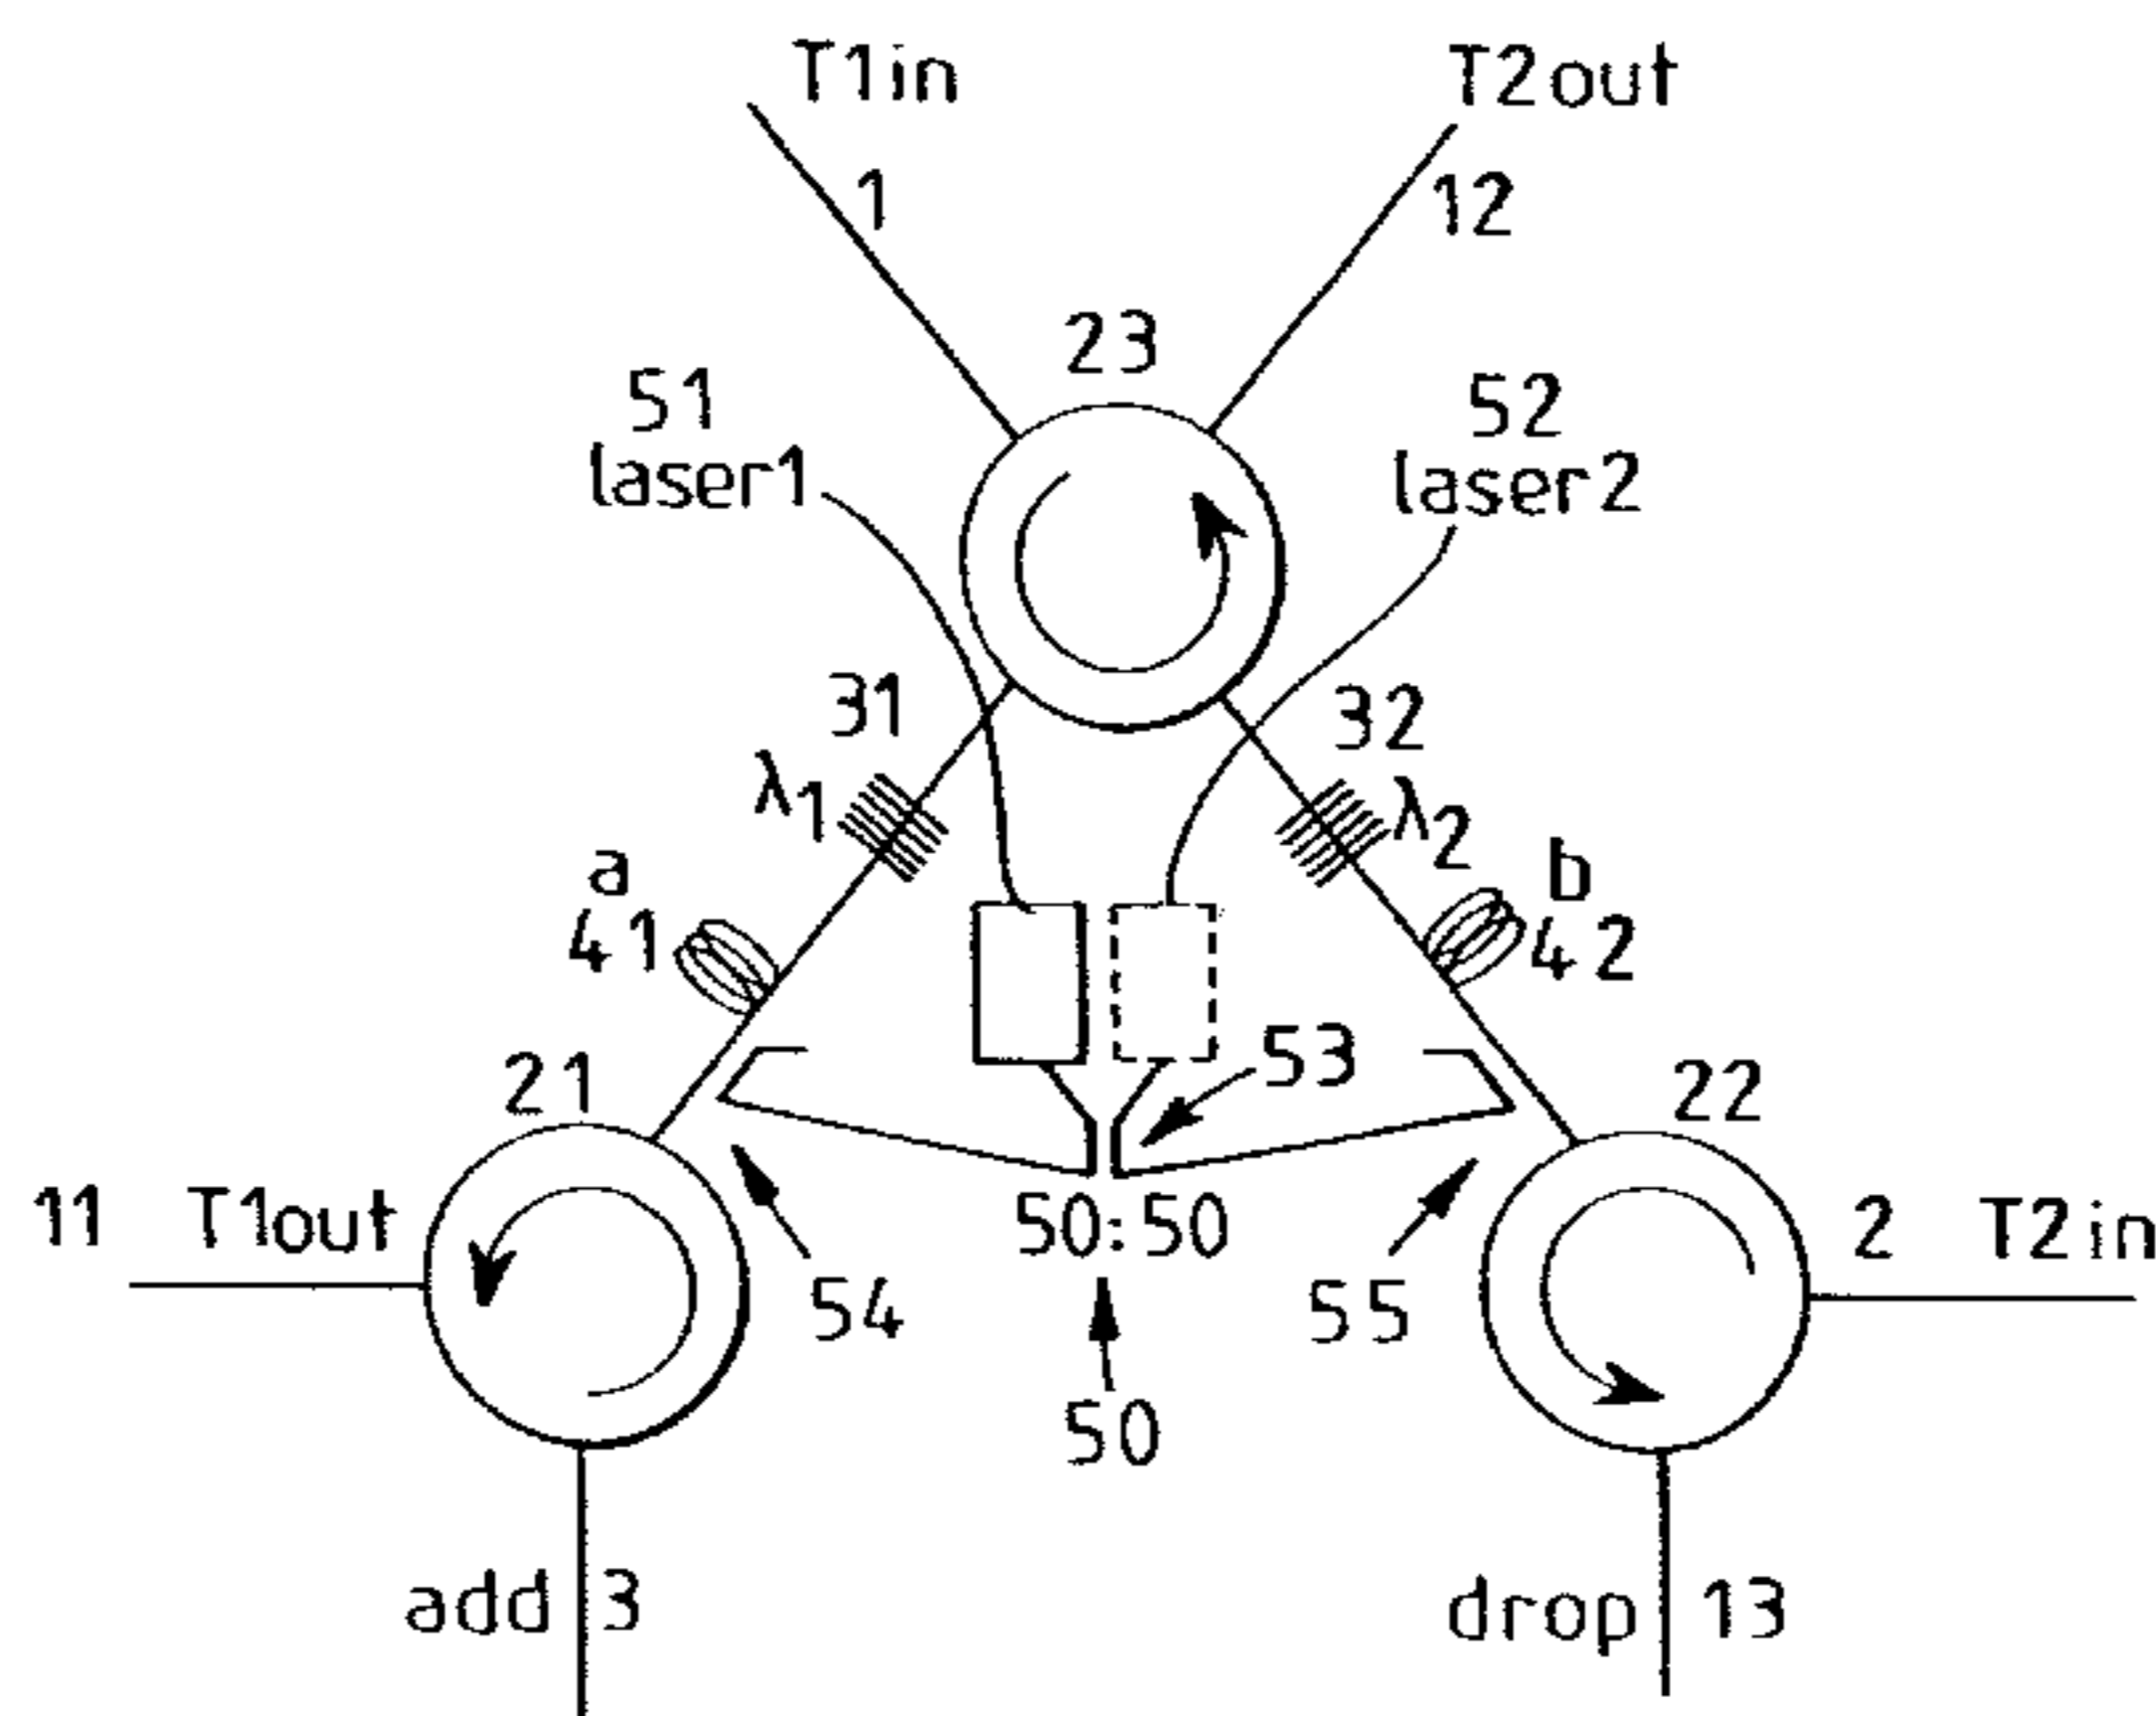 T1in
T2out
1
12
23
51
laser1
52
laser2
31
λ1
32
λ2
a
41
b
42
53
21
22
11 T1out
50:50
2 T2in
54
55
50
add 3
drop 13